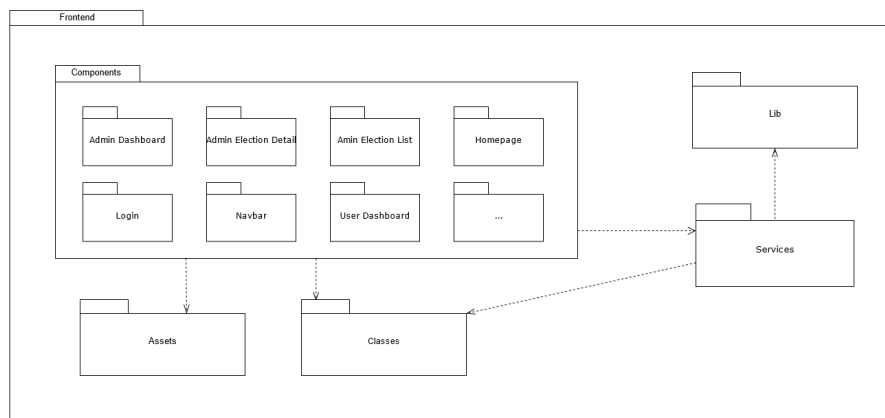 Frontend
Components
Admin Dashboard
Admin Election Detail
Amin Election List
Homepage
Login
Navbar
User Dashboard
...
Lib
Services
Assets
Classes